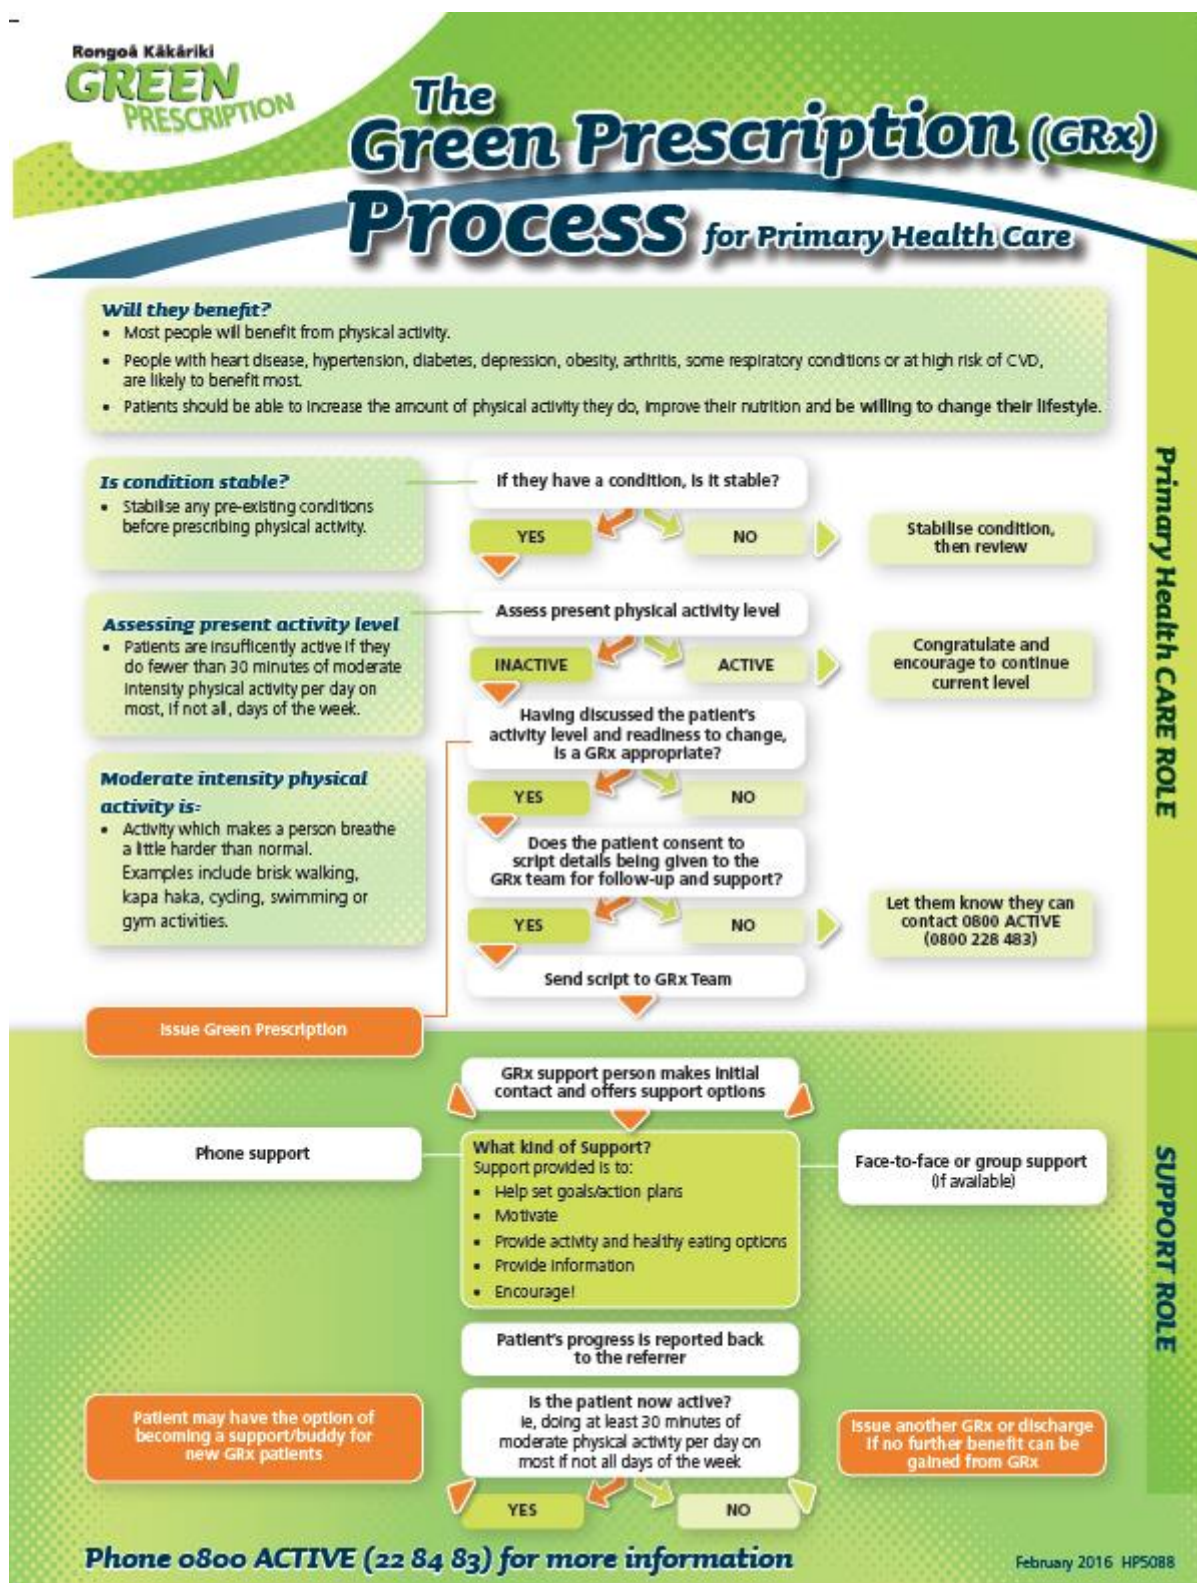 Rongoā Kākāriki
GREEN
PRESCRIPTION
The
Green Prescription (GRx)
Process for Primary Health Care
Will they benefit?
• Most people will benefit from physical activity.
• People with heart disease, hypertension, diabetes, depression, obesity, arthritis, some respiratory conditions or at high risk of CVD,
are likely to benefit most.
• Patients should be able to increase the amount of physical activity they do, improve their nutrition and be willing to change their lifestyle.
Is condition stable?
• Stabilise any pre-existing conditions
before prescribing physical activity.
If they have a condition, is it stable?
YES
NO
Stabilise condition,
then review
Assessing present activity level
• Patients are insufficently active if they
do fewer than 30 minutes of moderate
intensity physical activity per day on
most, if not all, days of the week.
Assess present physical activity level
INACTIVE
ACTIVE
Congratulate and
encourage to continue
current level
Having discussed the patient's
activity level and readiness to change,
is a GRx appropriate?
YES
NO
Moderate intensity physical
activity is:
• Activity which makes a person breathe
a little harder than normal.
Examples include brisk walking,
kapa haka, cycling, swimming or
gym activities.
Does the patient consent to
script details being given to the
GRx team for follow-up and support?
YES
NO
Let them know they can
contact 0800 ACTIVE
(0800 228 483)
Send script to GRx Team
Issue Green Prescription
Primary Health CARE ROLE
GRx support person makes initial
contact and offers support options
Phone support
What kind of Support?
Support provided is to:
• Help set goals/action plans
• Motivate
• Provide activity and healthy eating options
• Provide information
• Encourage!
Face-to-face or group support
(if available)
Patient's progress is reported back
to the referrer
Patient may have the option of
becoming a support/buddy for
new GRx patients
Is the patient now active?
ie, doing at least 30 minutes of
moderate physical activity per day on
most if not all days of the week
Issue another GRx or discharge
if no further benefit can be
gained from GRx
YES
NO
SUPPORT ROLE
Phone 0800 ACTIVE (22 84 83) for more information
February 2016 HP5088